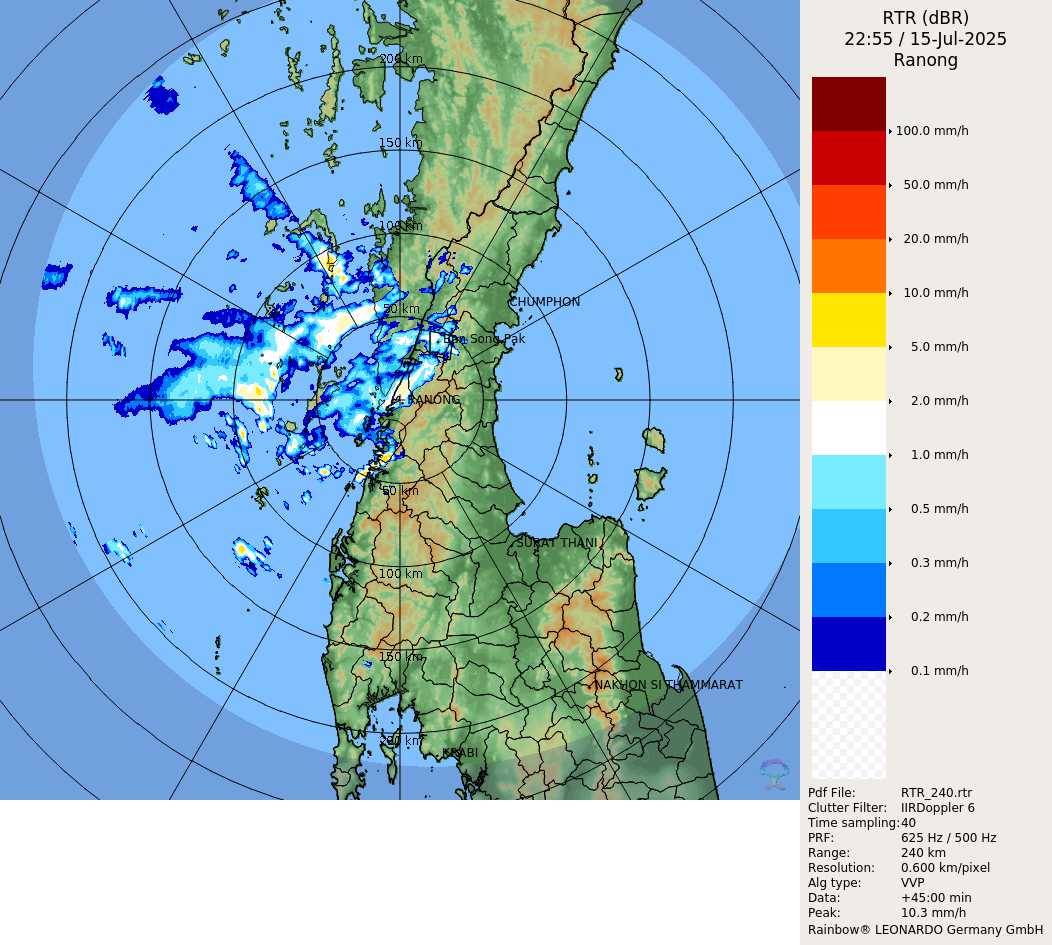 RTR (dBR)
22:55 / 15-Jul-2025
Ranong
200 km
150 km
100 km
50 km
CHUMPHON
Ban Song Pak
RANONG
50 km
SURAT THANI
100 km
150 km
NAKHON SI THAMMARAT
200 km
KRABI
100.0 mm/h
50.0 mm/h
20.0 mm/h
10.0 mm/h
5.0 mm/h
2.0 mm/h
1.0 mm/h
0.5 mm/h
0.3 mm/h
0.2 mm/h
0.1 mm/h
Pdf File: RTR_240.rtr
Clutter Filter: IIRDoppler 6
Time sampling: 40
PRF: 625 Hz / 500 Hz
Range: 240 km
Resolution: 0.600 km/pixel
Alg type: VVP
Data: +45:00 min
Peak: 10.3 mm/h
Rainbow® LEONARDO Germany GmbH